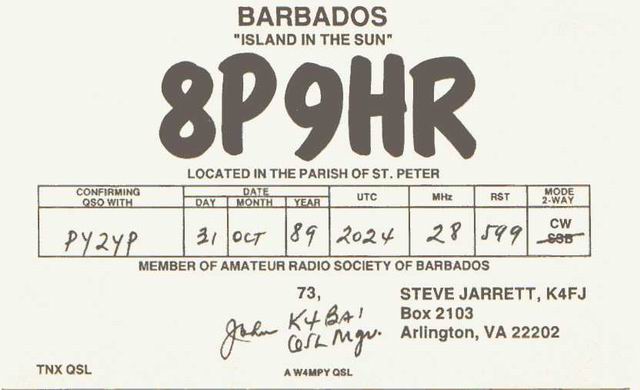 BARBADOS
"ISLAND IN THE SUN"
8P9HR
LOCATED IN THE PARISH OF ST. PETER
CONFIRMING QSO WITH DATE DAY MONTH YEAR UTC MHz RST MODE 2-WAY
PY2YP 31 OCT 89 2024 28 599 CW SSB
MEMBER OF AMATEUR RADIO SOCIETY OF BARBADOS
73,
John K4BAI
QSL Mgr.
STEVE JARRETT, K4FJ
Box 2103
Arlington, VA 22202
TNX QSL
A W4MPY QSL